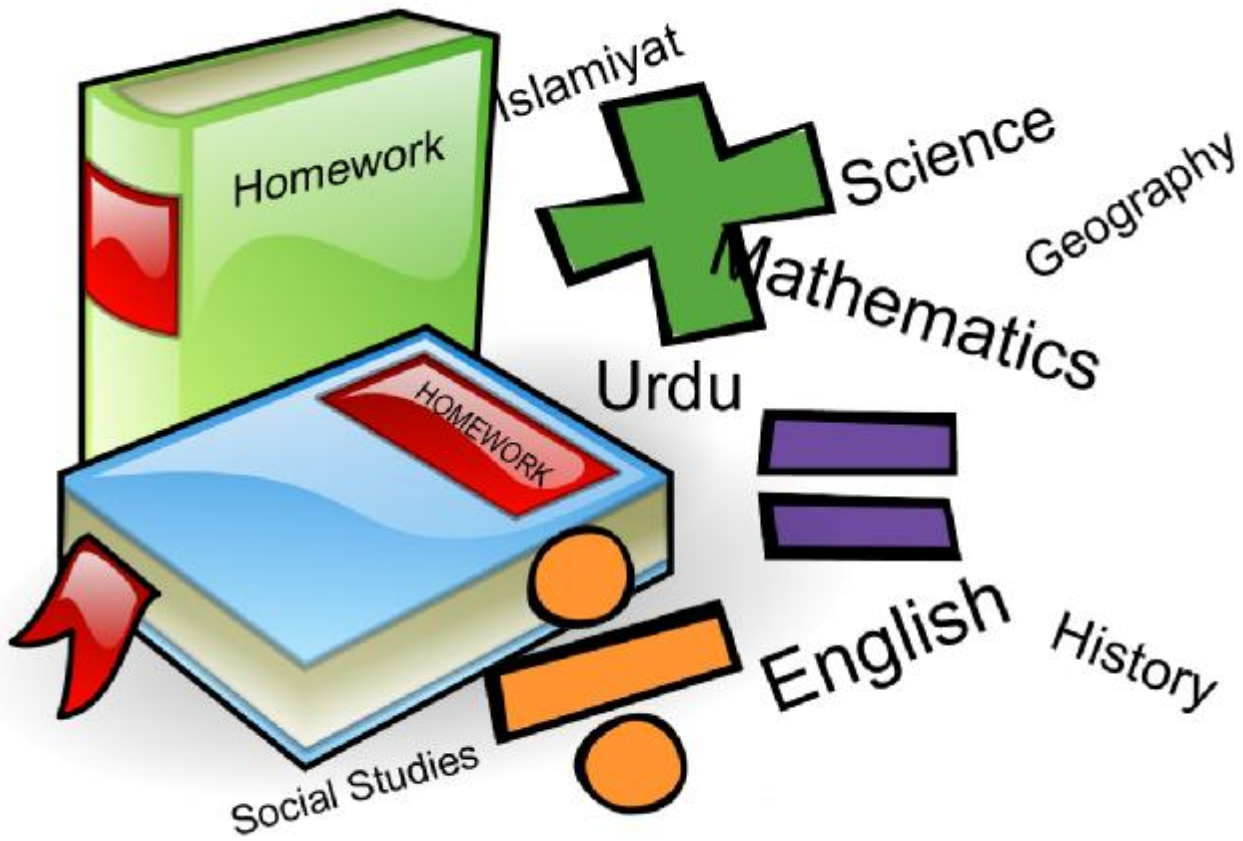 Islamiyat
Homework
Science
Geography
Mathematics
Urdu
HOMEWORK
English
History
Social Studies